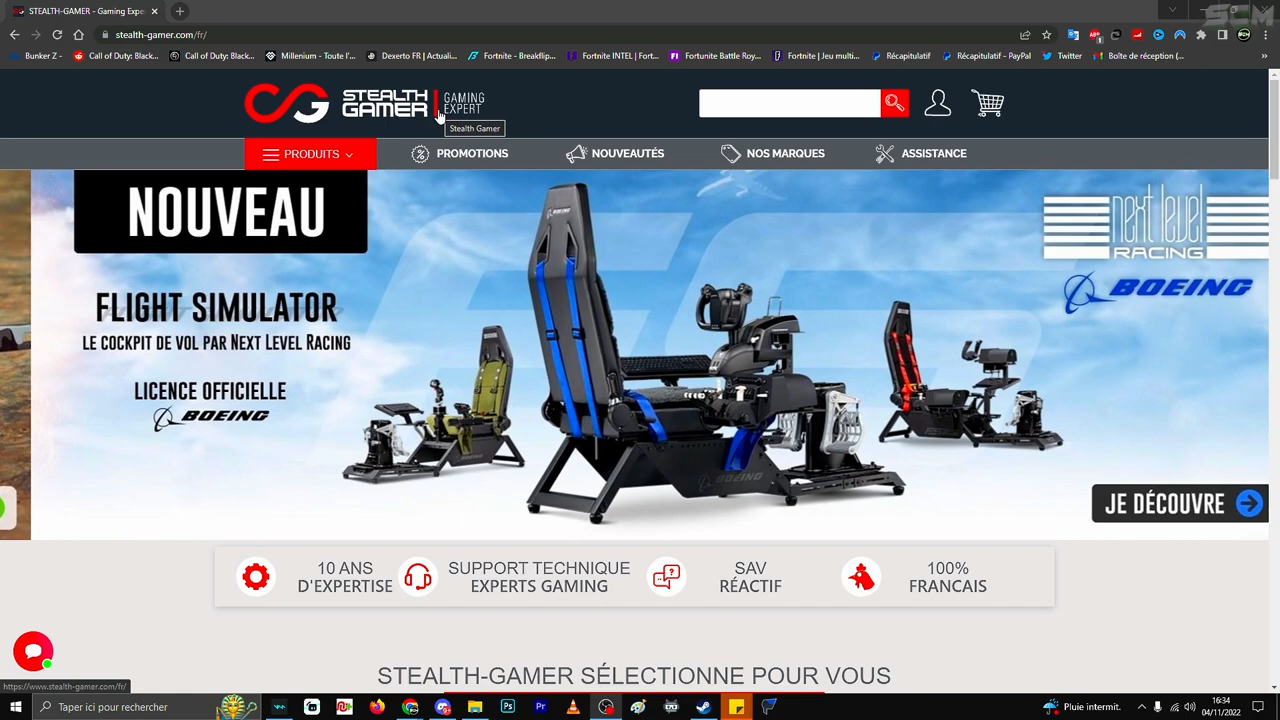 STEALTH-GAMER - Gaming Expe
SCM
stealth-gamer.com/fr/
Bunker Z -
Call of Duty: Black...
Call of Duty: Black...
Millenium - Toute l'...
Dexerto FR | Actuali...
Fortnite - Breakflip...
Fortnite INTEL | Fort...
Fortunite Battle Roy...
Fortnite | Jeu multi...
Récapitulatif
Récapitulatif - PayPal
Twitter
Boîte de réception (...
STEALTH
GAMER
GAMING
EXPERT
Stealth Gamer
PRODUITS
PROMOTIONS
NOUVEAUTÉS
NOS MARQUES
ASSISTANCE
NOUVEAU
FLIGHT SIMULATOR
LE COCKPIT DE VOL PAR NEXT LEVEL RACING
LICENCE OFFICIELLE
BOEING
next level
RACING
BOEING
BOEING
BOEING
JE DÉCOUVRE
10 ANS
D'EXPERTISE
SUPPORT TECHNIQUE
EXPERTS GAMING
SAV
RÉACTIF
100%
FRANCAIS
STEALTH-GAMER SÉLECTIONNE POUR VOUS
https://www.stealth-gamer.com/fr/
Taper ici pour rechercher
Pluie intermit.
16:34
04/11/2022